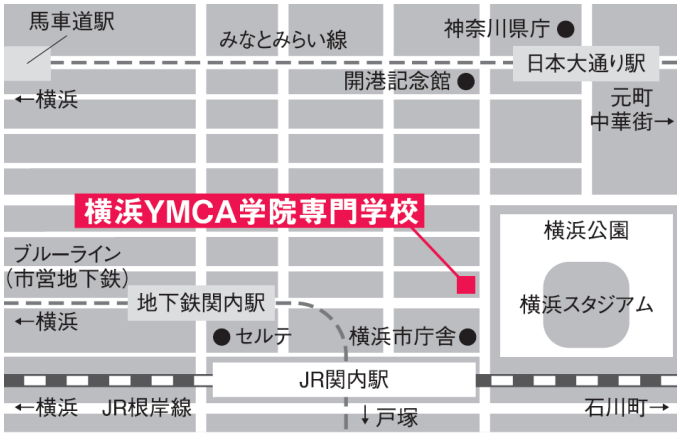 馬車道駅
神奈川県庁
みなとみらい線
日本大通り駅
開港記念館
←横浜
元町
中華街→
横浜YMCA学院専門学校
横浜公園
ブルーライン
（市営地下鉄）
地下鉄関内駅
横浜スタジアム
←横浜
セルテ
横浜市庁舎
JR関内駅
←横浜
JR根岸線
↓戸塚
石川町→